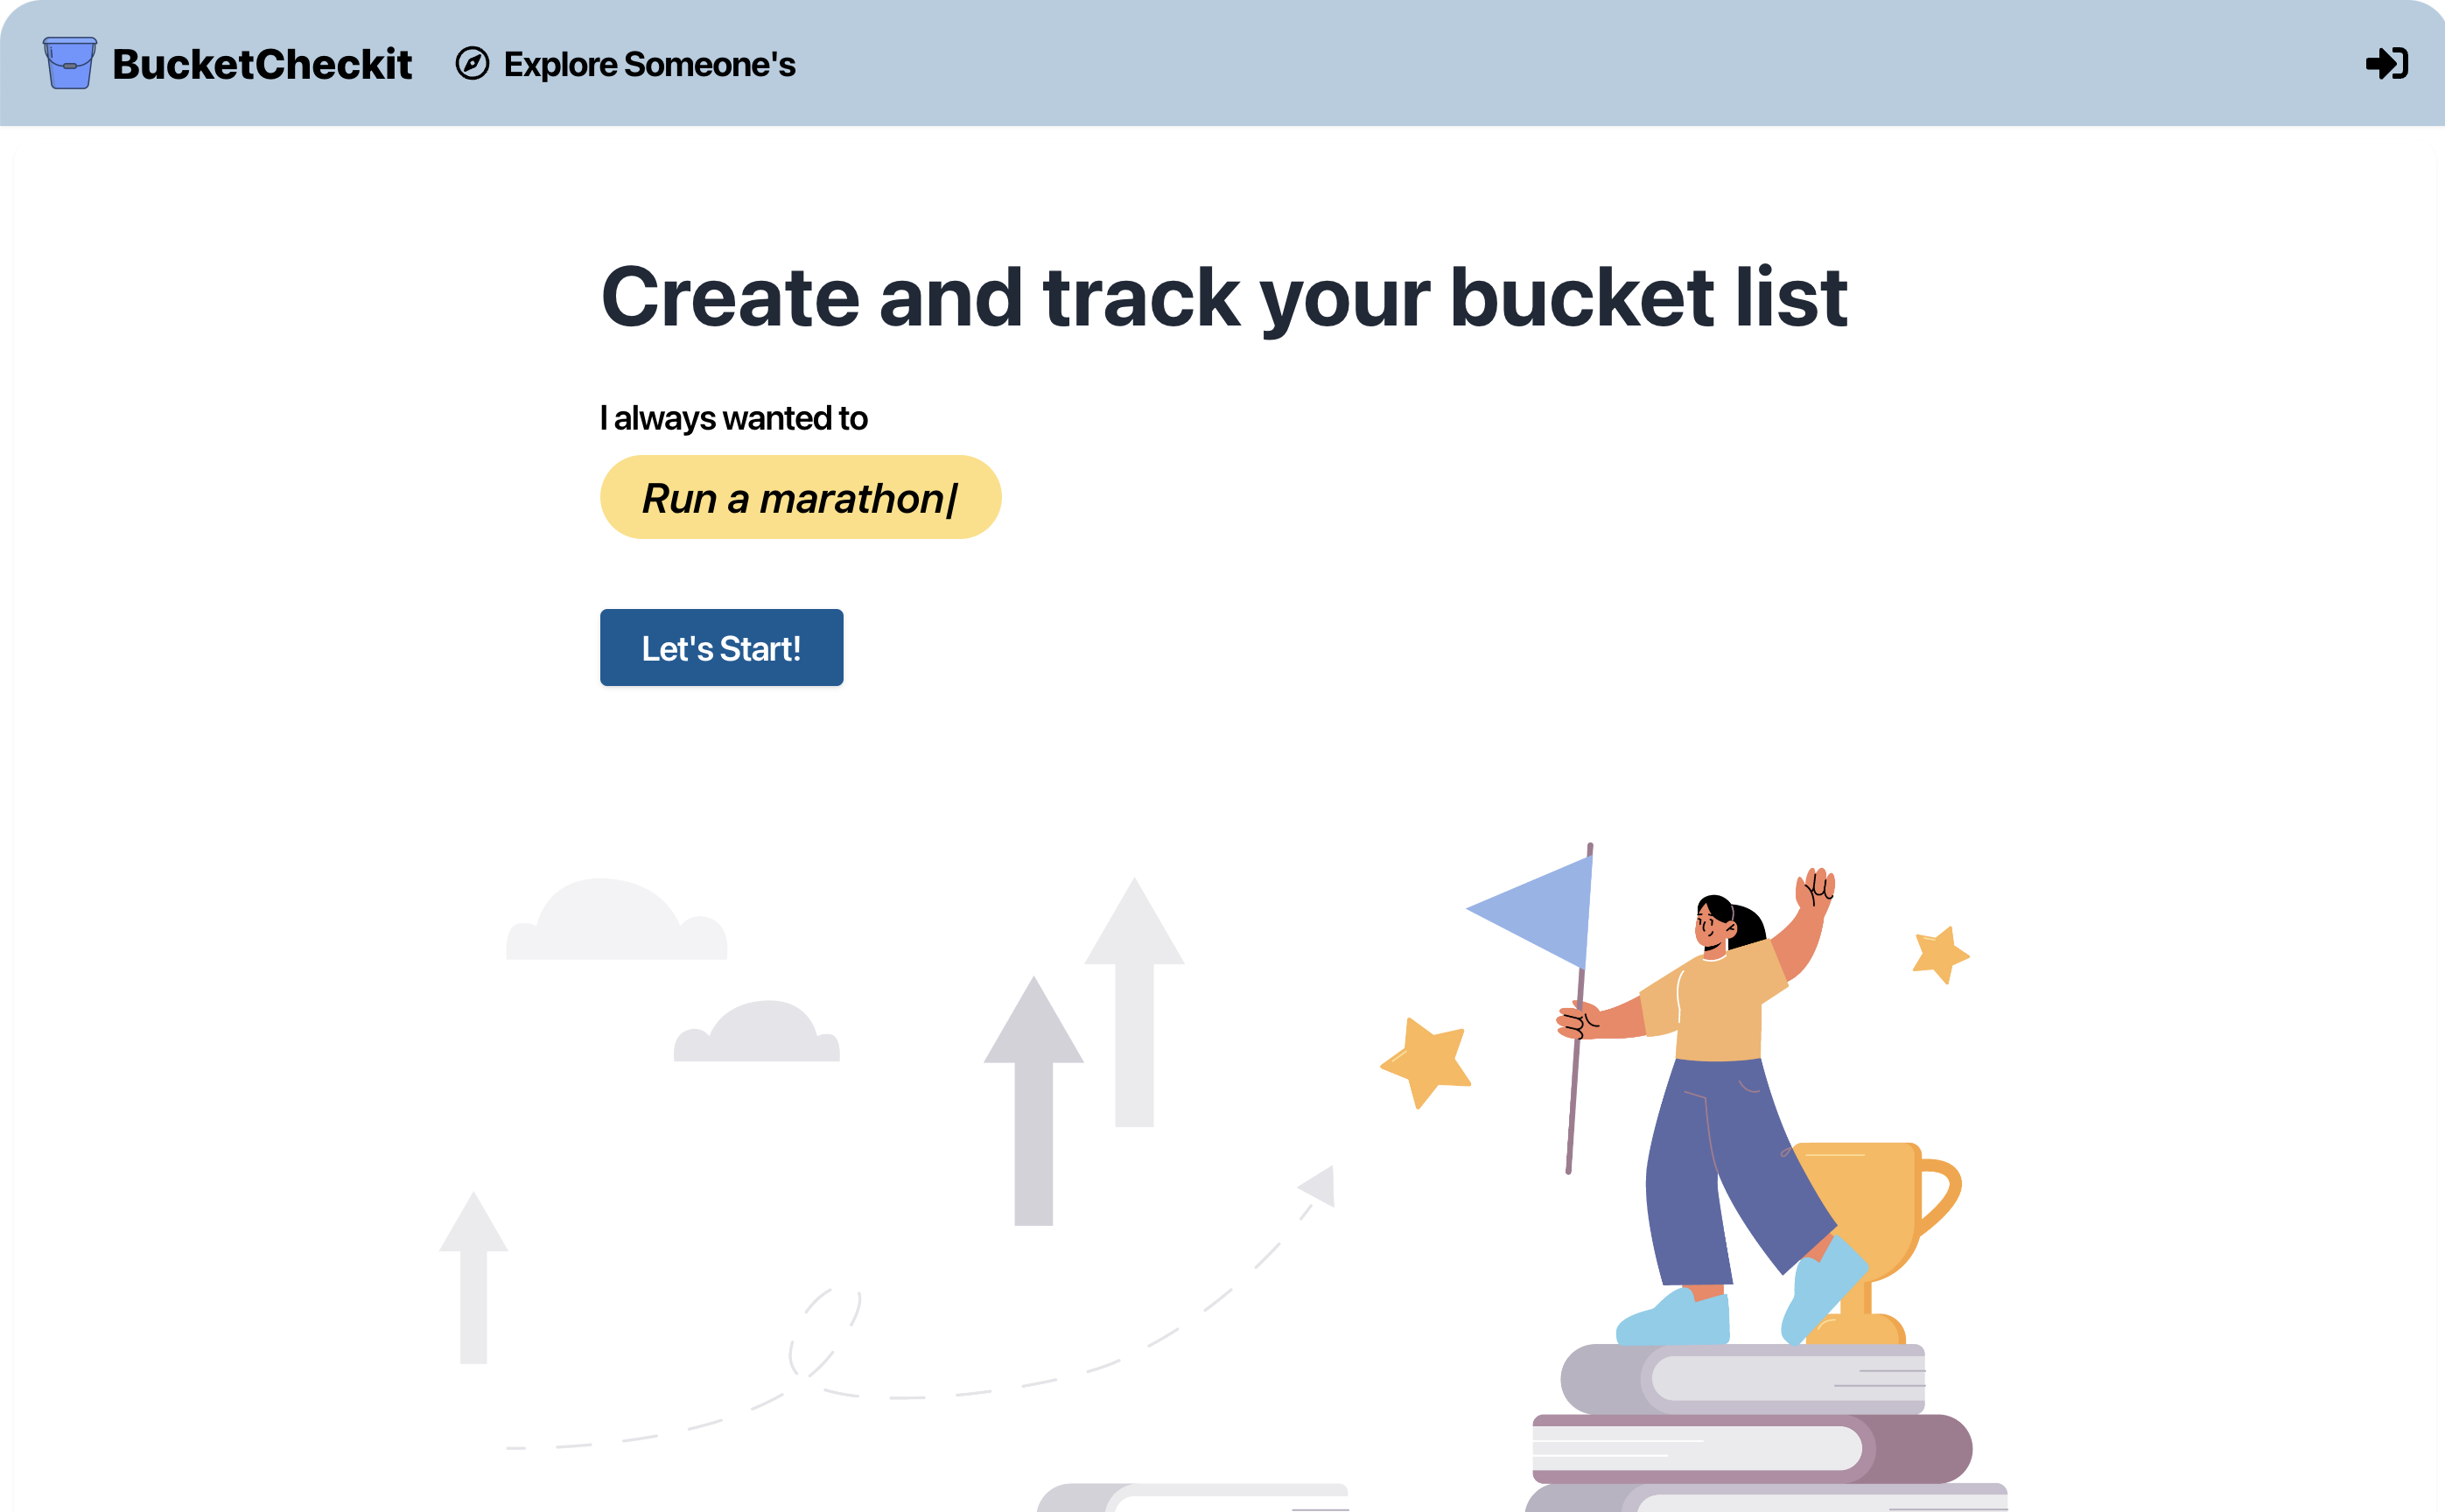 BucketCheckit
Explore Someone's
Create and track your bucket list
I always wanted to
Run a marathon|
Let's Start!